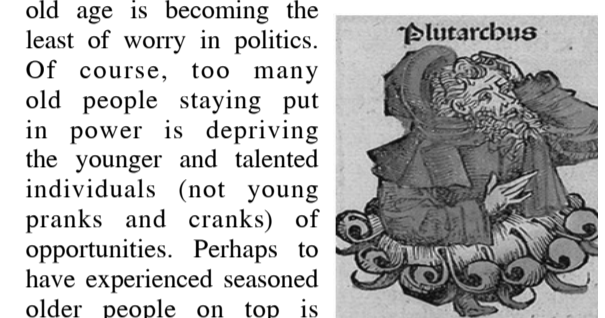 old age is becoming the
least of worry in politics.
Of course, too many
old people staying put
in power is depriving
the younger and talented
individuals (not young
pranks and cranks) of
opportunities. Perhaps to
have experienced seasoned
older people on top is
Plutarchus